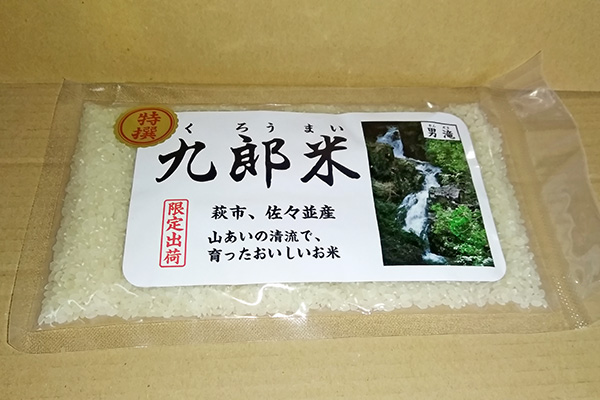 特撰
くろうまい
九郎米
男滝
限定出荷
萩市、佐々並産
山あいの清流で、
育ったおいしいお米